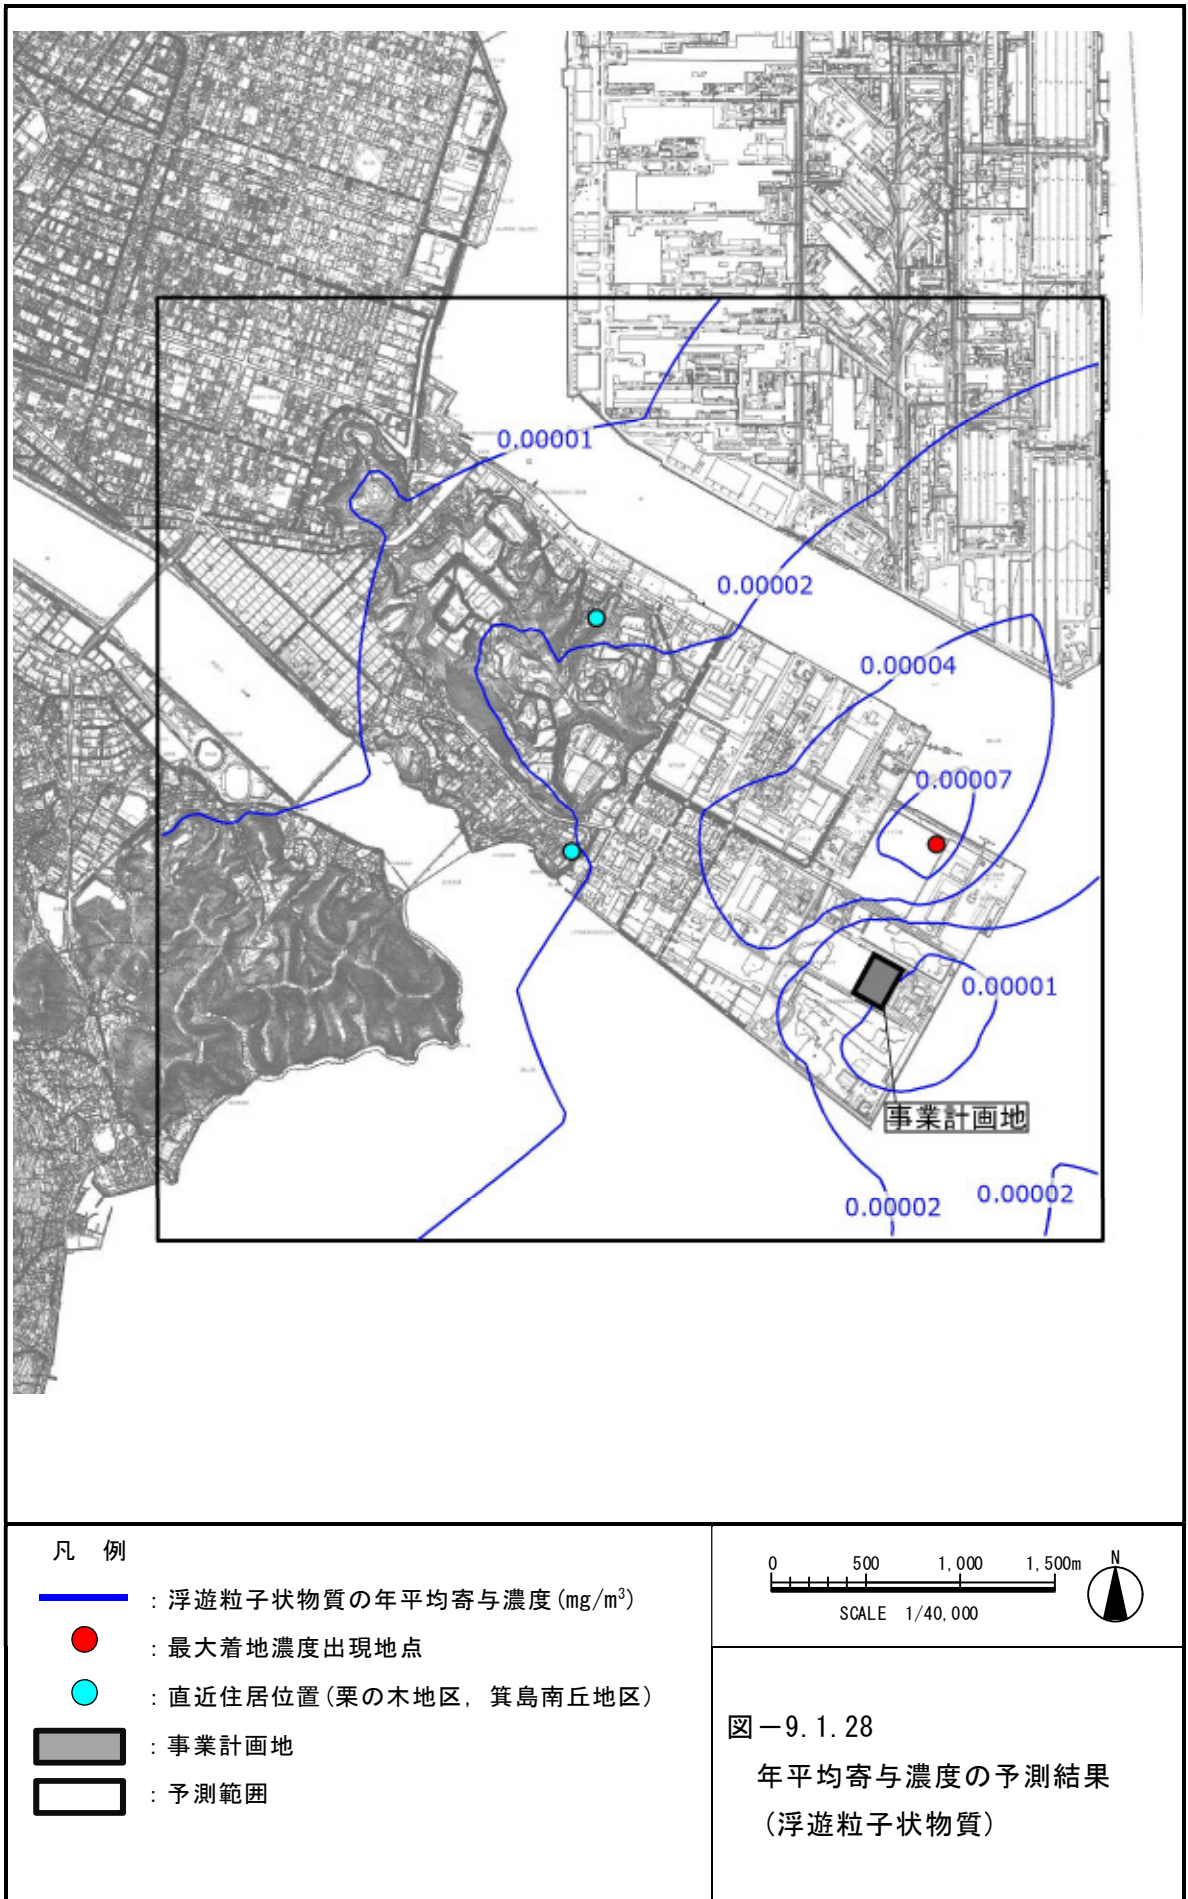 0.00001
0.00002
0.00004
0.00007
0.00001
事業計画地
0.00002
0.00002
凡 例
: 浮遊粒子状物質の年平均寄与濃度(mg/m³)
: 最大着地濃度出現地点
: 直近住居位置(栗の木地区, 箕島南丘地区)
: 事業計画地
: 予測範囲
0 500 1,000 1,500m
N
SCALE 1/40,000
図－9.1.28
年平均寄与濃度の予測結果
(浮遊粒子状物質)